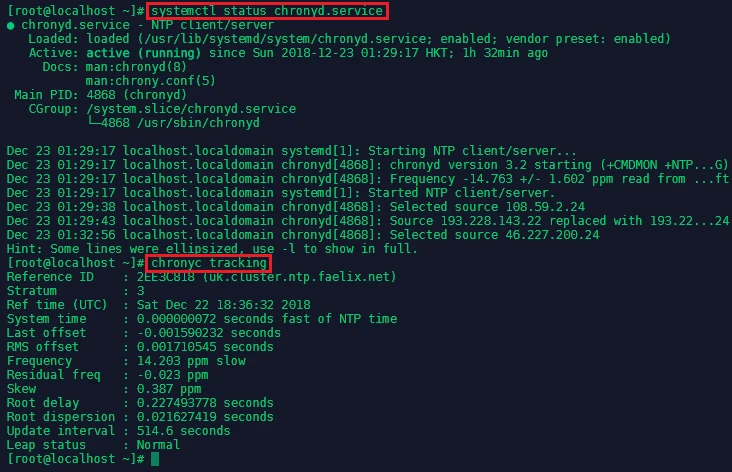 [root@localhost ~]# systemctl status chronyd.service
● chronyd.service - NTP client/server
   Loaded: loaded (/usr/lib/systemd/system/chronyd.service; enabled; vendor preset: enabled)
   Active: active (running) since Sun 2018-12-23 01:29:17 HKT; 1h 32min ago
     Docs: man:chronyd(8)
           man:chrony.conf(5)
 Main PID: 4868 (chronyd)
   CGroup: /system.slice/chronyd.service
           └─4868 /usr/sbin/chronyd
Dec 23 01:29:17 localhost.localdomain systemd[1]: Starting NTP client/server...
Dec 23 01:29:17 localhost.localdomain chronyd[4868]: chronyd version 3.2 starting (+CMDMON +NTP...G)
Dec 23 01:29:17 localhost.localdomain chronyd[4868]: Frequency -14.763 +/- 1.602 ppm read from ...ft
Dec 23 01:29:17 localhost.localdomain systemd[1]: Started NTP client/server.
Dec 23 01:29:38 localhost.localdomain chronyd[4868]: Selected source 108.59.2.24
Dec 23 01:29:43 localhost.localdomain chronyd[4868]: Source 193.228.143.22 replaced with 193.22...24
Dec 23 01:32:56 localhost.localdomain chronyd[4868]: Selected source 46.227.200.24
Hint: Some lines were ellipsized, use -l to show in full.
[root@localhost ~]# chronyc tracking
Reference ID    : 2EE3C818 (uk.cluster.ntp.faelix.net)
Stratum         : 3
Ref time (UTC)  : Sat Dec 22 18:36:32 2018
System time     : 0.000000072 seconds fast of NTP time
Last offset     : -0.001590232 seconds
RMS offset      : 0.001710545 seconds
Frequency       : 14.203 ppm slow
Residual freq   : -0.023 ppm
Skew            : 0.387 ppm
Root delay      : 0.227493778 seconds
Root dispersion : 0.021627419 seconds
Update interval : 514.6 seconds
Leap status     : Normal
[root@localhost ~]#